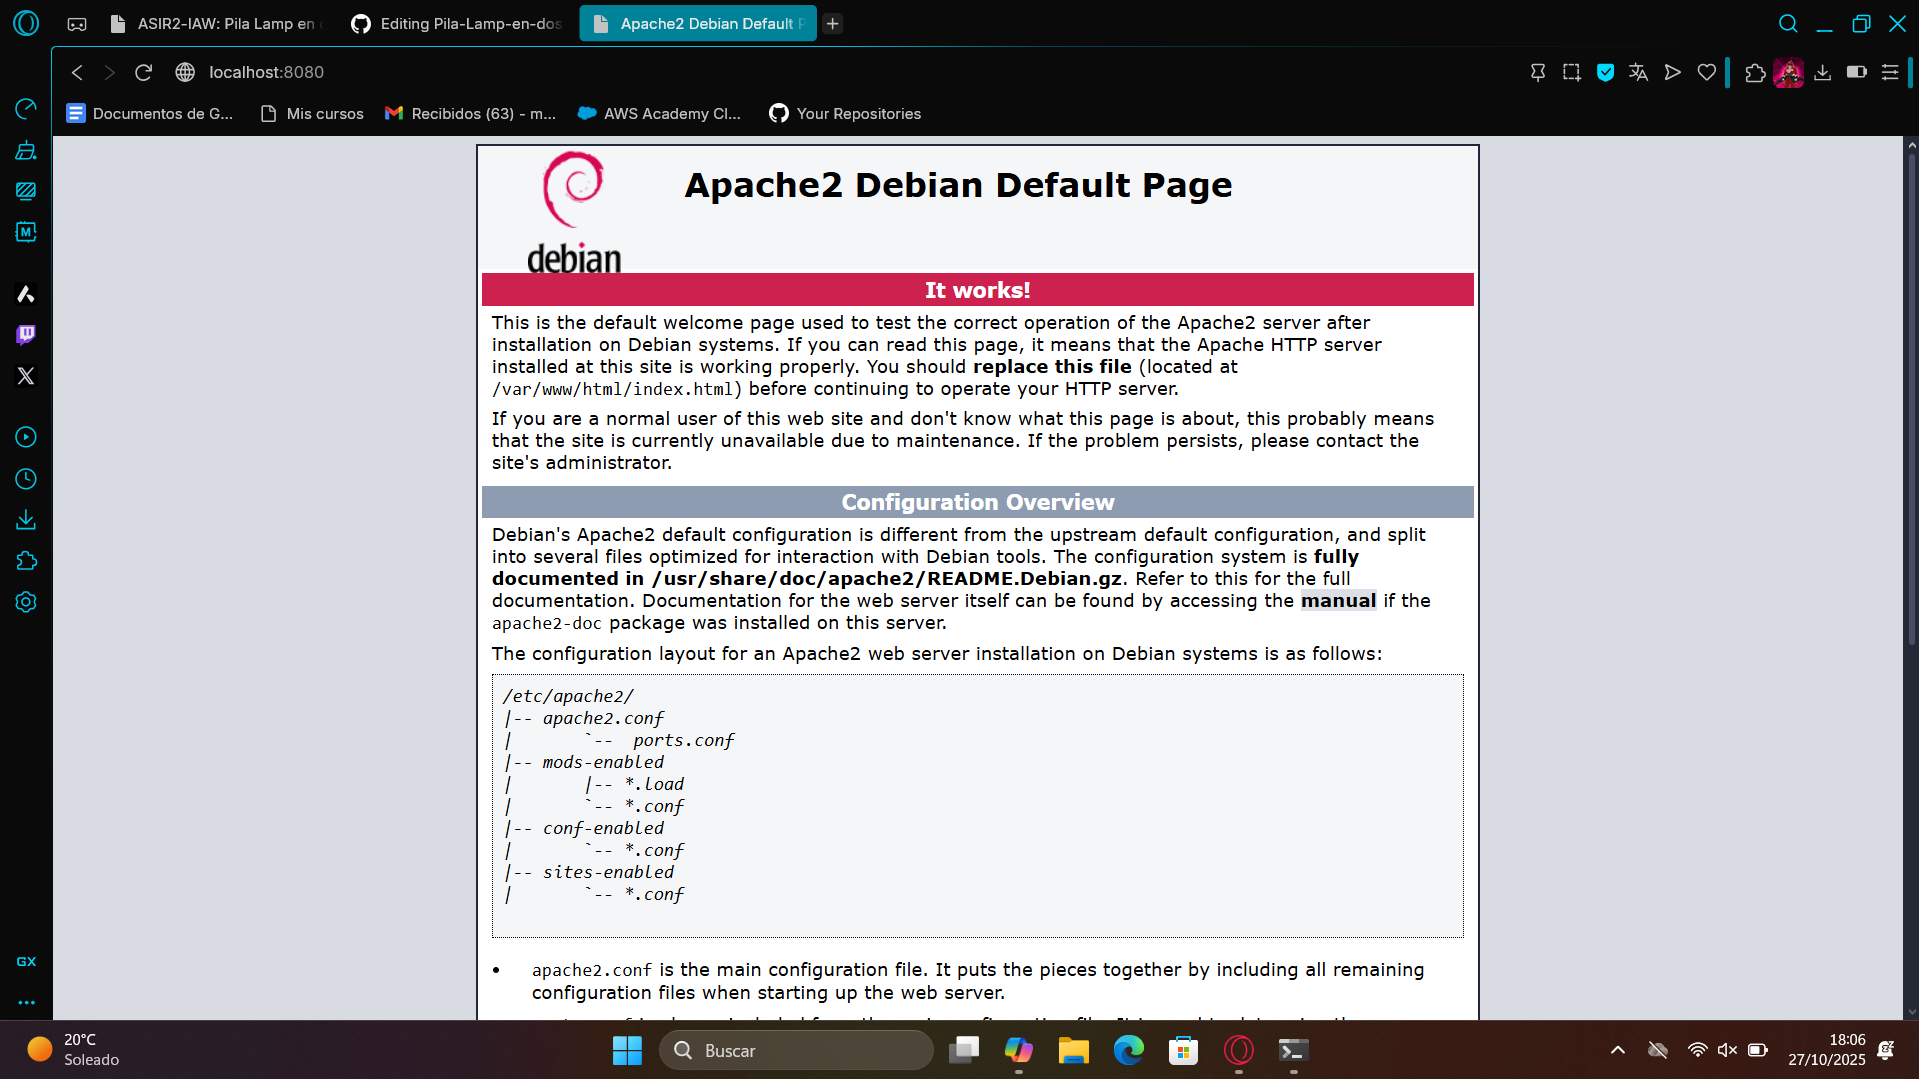 ASIR2-IAW: Pila Lamp en
Editing Pila-Lamp-en-dos
Apache2 Debian Default P
localhost:8080
Documentos de G...
Mis cursos
Recibidos (63) - m...
AWS Academy Cl...
Your Repositories
debian
Apache2 Debian Default Page
It works!
This is the default welcome page used to test the correct operation of the Apache2 server after
installation on Debian systems. If you can read this page, it means that the Apache HTTP server
installed at this site is working properly. You should replace this file (located at
/var/www/html/index.html) before continuing to operate your HTTP server.
If you are a normal user of this web site and don't know what this page is about, this probably means
that the site is currently unavailable due to maintenance. If the problem persists, please contact the
site's administrator.
Configuration Overview
Debian's Apache2 default configuration is different from the upstream default configuration, and split
into several files optimized for interaction with Debian tools. The configuration system is fully
documented in /usr/share/doc/apache2/README.Debian.gz. Refer to this for the full
documentation. Documentation for the web server itself can be found by accessing the manual if the
apache2-doc package was installed on this server.
The configuration layout for an Apache2 web server installation on Debian systems is as follows:
/etc/apache2/
|-- apache2.conf
|       `--  ports.conf
|-- mods-enabled
|       |-- *.load
|       `-- *.conf
|-- conf-enabled
|       `-- *.conf
|-- sites-enabled
|       `-- *.conf
• apache2.conf is the main configuration file. It puts the pieces together by including all remaining
configuration files when starting up the web server.
GX
20°C
Soleado
Buscar
18:06
27/10/2025